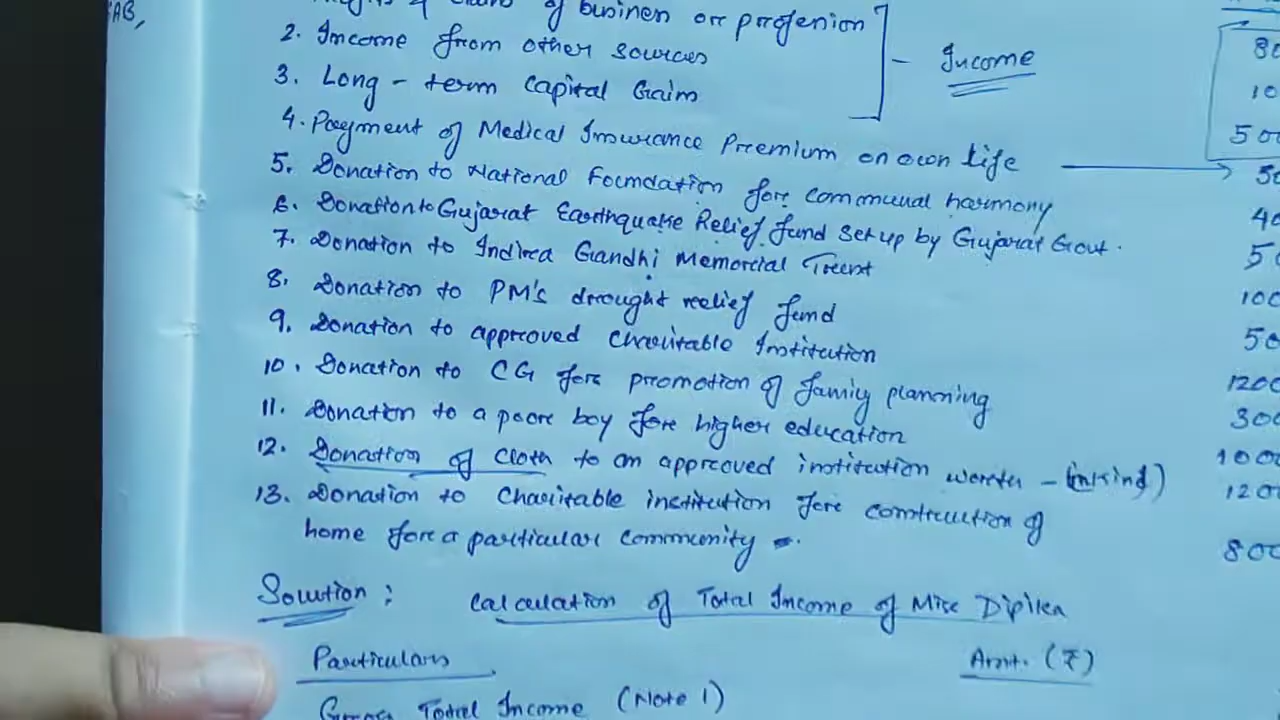 AB,
of business or profession
2. Income from other sources
3. Long - term capital Gain
- Income
4. Payment of Medical Insurance Premium on own life
5. Donation to National Foundation for communal harmony
6. Donation to Gujarat Earthquake Relief fund set up by Gujarat Govt.
7. Donation to Indira Gandhi Memorial Trust
8. Donation to PM's drought relief fund
9. Donation to approved Charitable Institution
10. Donation to CG for promotion of family planning
11. Donation to a poor boy for higher education
12. Donation of cloth to an approved institution worth - (in kind)
13. Donation to Charitable institution for construction of
home for a particular community -.
Solution :
Calculation of Total Income of Miss Dipika
Particulars
Amt. (₹)
Gross Total Income (Note 1)